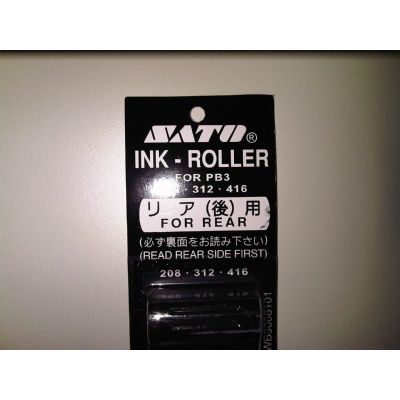 SATO®
INK - ROLLER
FOR PB3
· 312 · 416
リ ア (後) 用
FOR REAR
(必ず裏面をお読み下さい)
(READ REAR SIDE FIRST)
208 · 312 · 416